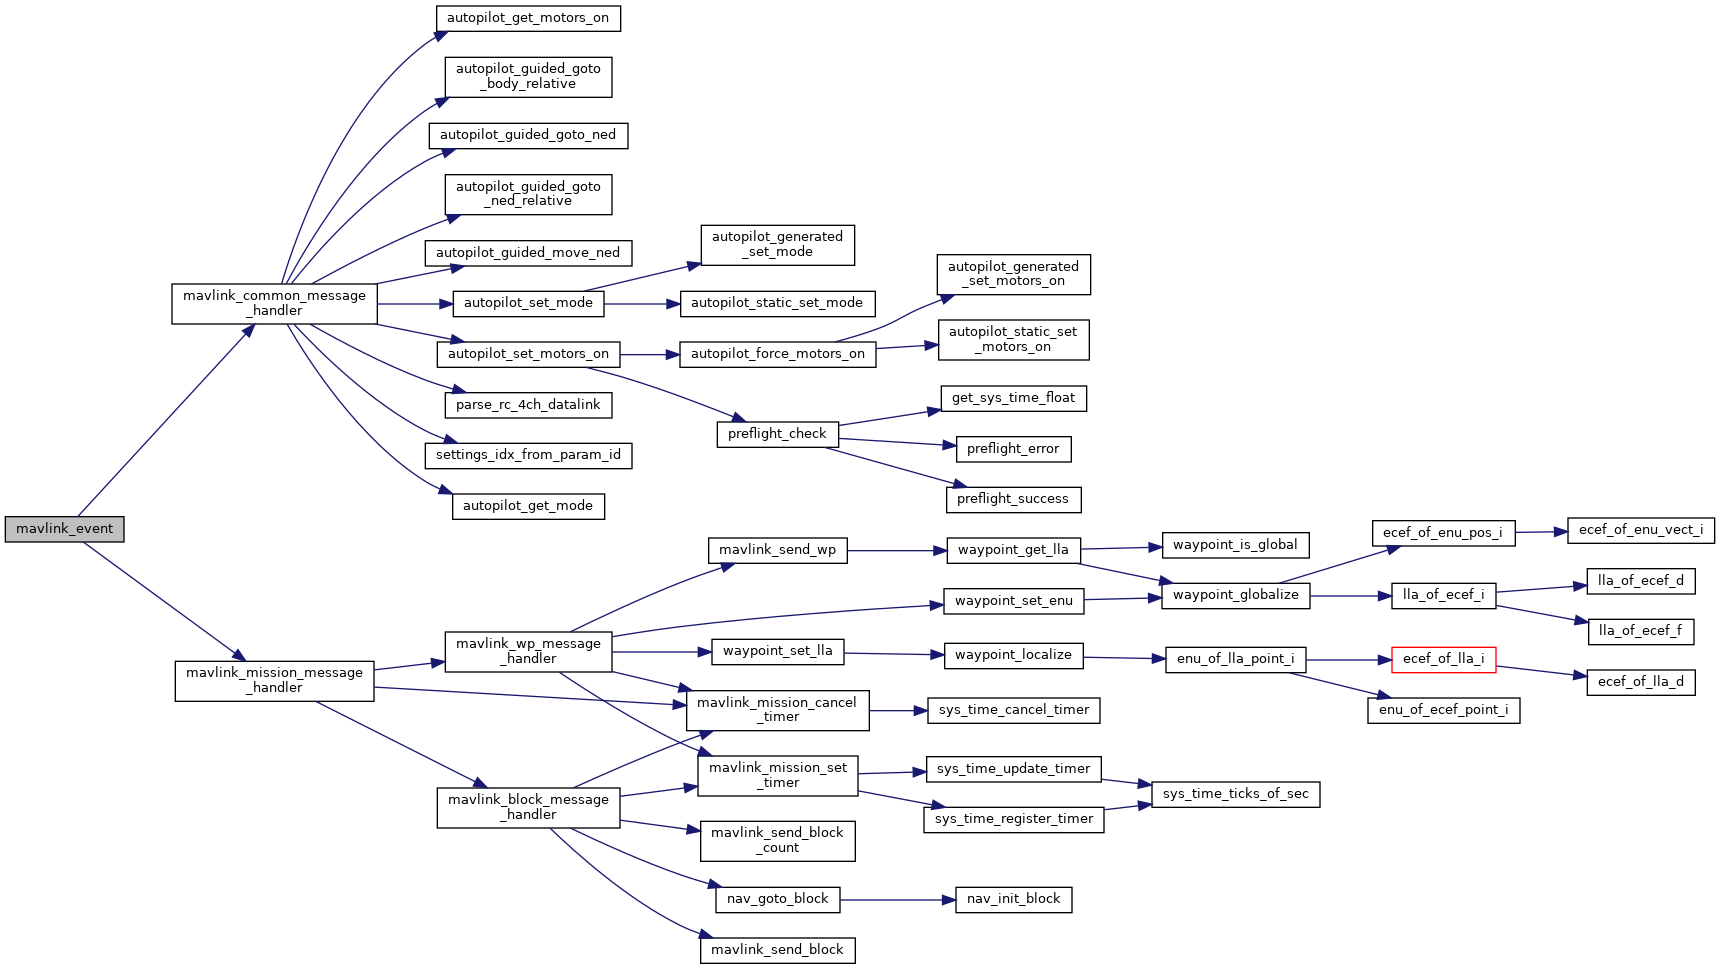 autopilot_get_motors_on
autopilot_guided_goto
_body_relative
autopilot_guided_goto_ned
autopilot_guided_goto
_ned_relative
autopilot_guided_move_ned
mavlink_common_message
_handler
autopilot_set_mode
autopilot_generated
_set_mode
autopilot_static_set_mode
autopilot_set_motors_on
autopilot_force_motors_on
autopilot_generated
_set_motors_on
autopilot_static_set
_motors_on
parse_rc_4ch_datalink
settings_idx_from_param_id
autopilot_get_mode
preflight_check
get_sys_time_float
preflight_error
preflight_success
mavlink_event
mavlink_mission_message
_handler
mavlink_wp_message
_handler
mavlink_send_wp
waypoint_get_lla
waypoint_is_global
waypoint_set_enu
waypoint_globalize
ecef_of_enu_pos_i
ecef_of_enu_vect_i
lla_of_ecef_i
lla_of_ecef_d
lla_of_ecef_f
waypoint_set_lla
waypoint_localize
enu_of_lla_point_i
ecef_of_lla_i
ecef_of_lla_d
enu_of_ecef_point_i
mavlink_mission_cancel
_timer
sys_time_cancel_timer
mavlink_mission_set
_timer
sys_time_update_timer
sys_time_register_timer
sys_time_ticks_of_sec
mavlink_block_message
_handler
mavlink_send_block
_count
nav_goto_block
nav_init_block
mavlink_send_block